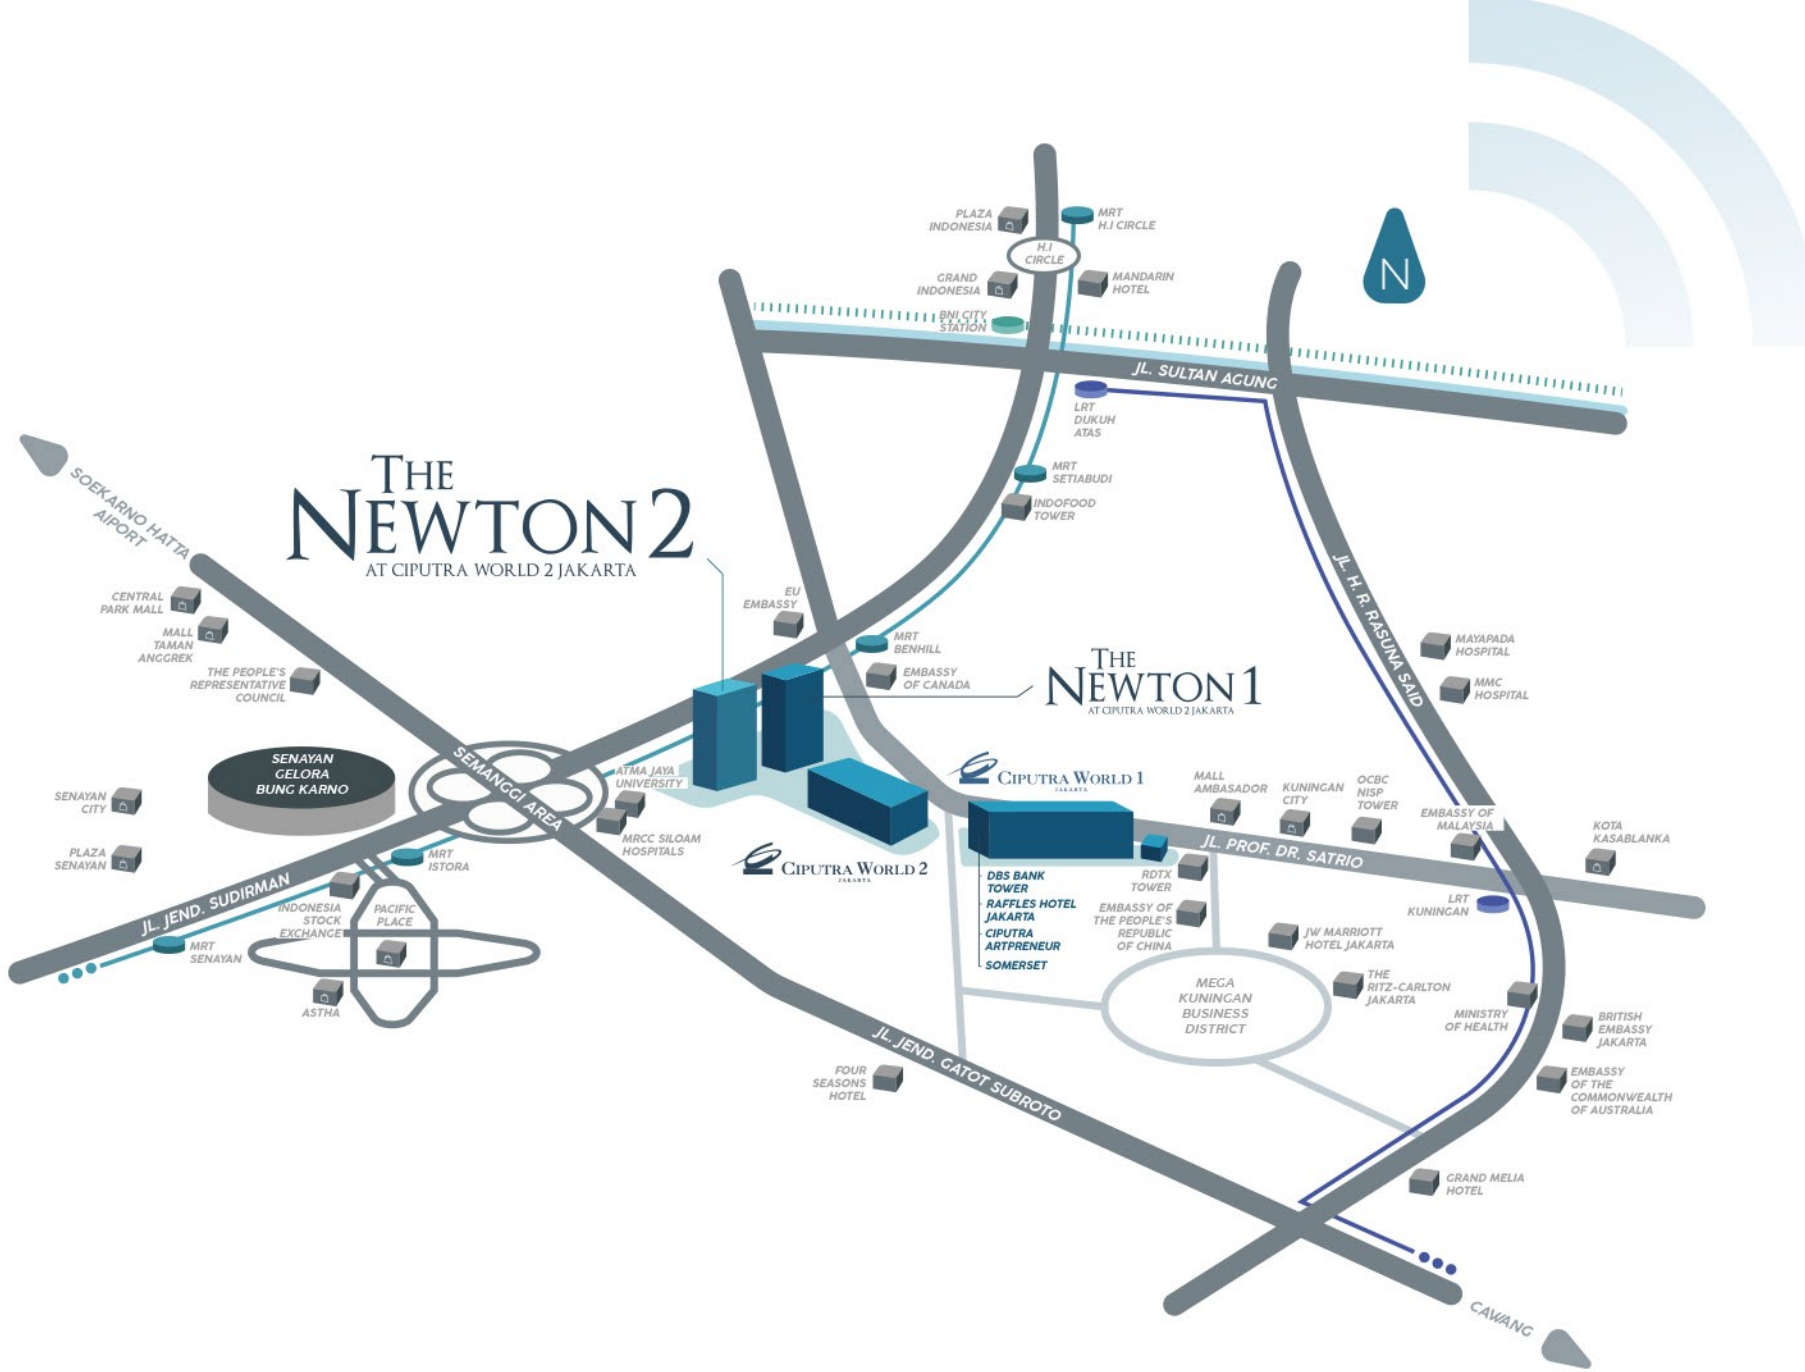 PLAZA
INDONESIA
MRT
H.I CIRCLE
H.I
CIRCLE
GRAND
INDONESIA
MANDARIN
HOTEL
N
BNI CITY
STATION
JL. SULTAN AGUNG
LRT
DUKUH
ATAS
MRT
SETIABUDI
INDOFOOD
TOWER
SOEKARNO HATTA
AIPORT
THE
NEWTON 2
AT CIPUTRA WORLD 2 JAKARTA
CENTRAL
PARK MALL
MALL
TAMAN
ANGGREK
THE PEOPLE'S
REPRESENTATIVE
COUNCIL
EU
EMBASSY
MRT
BENHILL
EMBASSY
OF CANADA
THE
NEWTON 1
AT CIPUTRA WORLD 2 JAKARTA
JL. H. R. RASUNA SAID
MAYAPADA
HOSPITAL
MMC
HOSPITAL
SENAYAN
GELORA
BUNG KARNO
SEMANGGI AREA
ATMA JAYA
UNIVERSITY
MRCC SILOAM
HOSPITALS
SENAYAN
CITY
PLAZA
SENAYAN
MRT
ISTORA
JL. JEND. SUDIRMAN
MRT
SENAYAN
INDONESIA
STOCK
EXCHANGE
PACIFIC
PLACE
ASTHA
CIPUTRA WORLD 2
JAKARTA
CIPUTRA WORLD 1
JAKARTA
DBS BANK
TOWER
RAFFLES HOTEL
JAKARTA
CIPUTRA
ARTPRENEUR
SOMERSET
MALL
AMBASADOR
KUNINGAN
CITY
OCBC
NISP
TOWER
EMBASSY OF
MALAYSIA
KOTA
KASABLANKA
JL. PROF. DR. SATRIO
RDTX
TOWER
EMBASSY OF
THE PEOPLE'S
REPUBLIC
OF CHINA
LRT
KUNINGAN
JW MARRIOTT
HOTEL JAKARTA
THE
RITZ-CARLTON
JAKARTA
MEGA
KUNINGAN
BUSINESS
DISTRICT
MINISTRY
OF HEALTH
BRITISH
EMBASSY
JAKARTA
EMBASSY
OF THE
COMMONWEALTH
OF AUSTRALIA
FOUR
SEASONS
HOTEL
JL. JEND. GATOT SUBROTO
GRAND MELIA
HOTEL
CAWANG